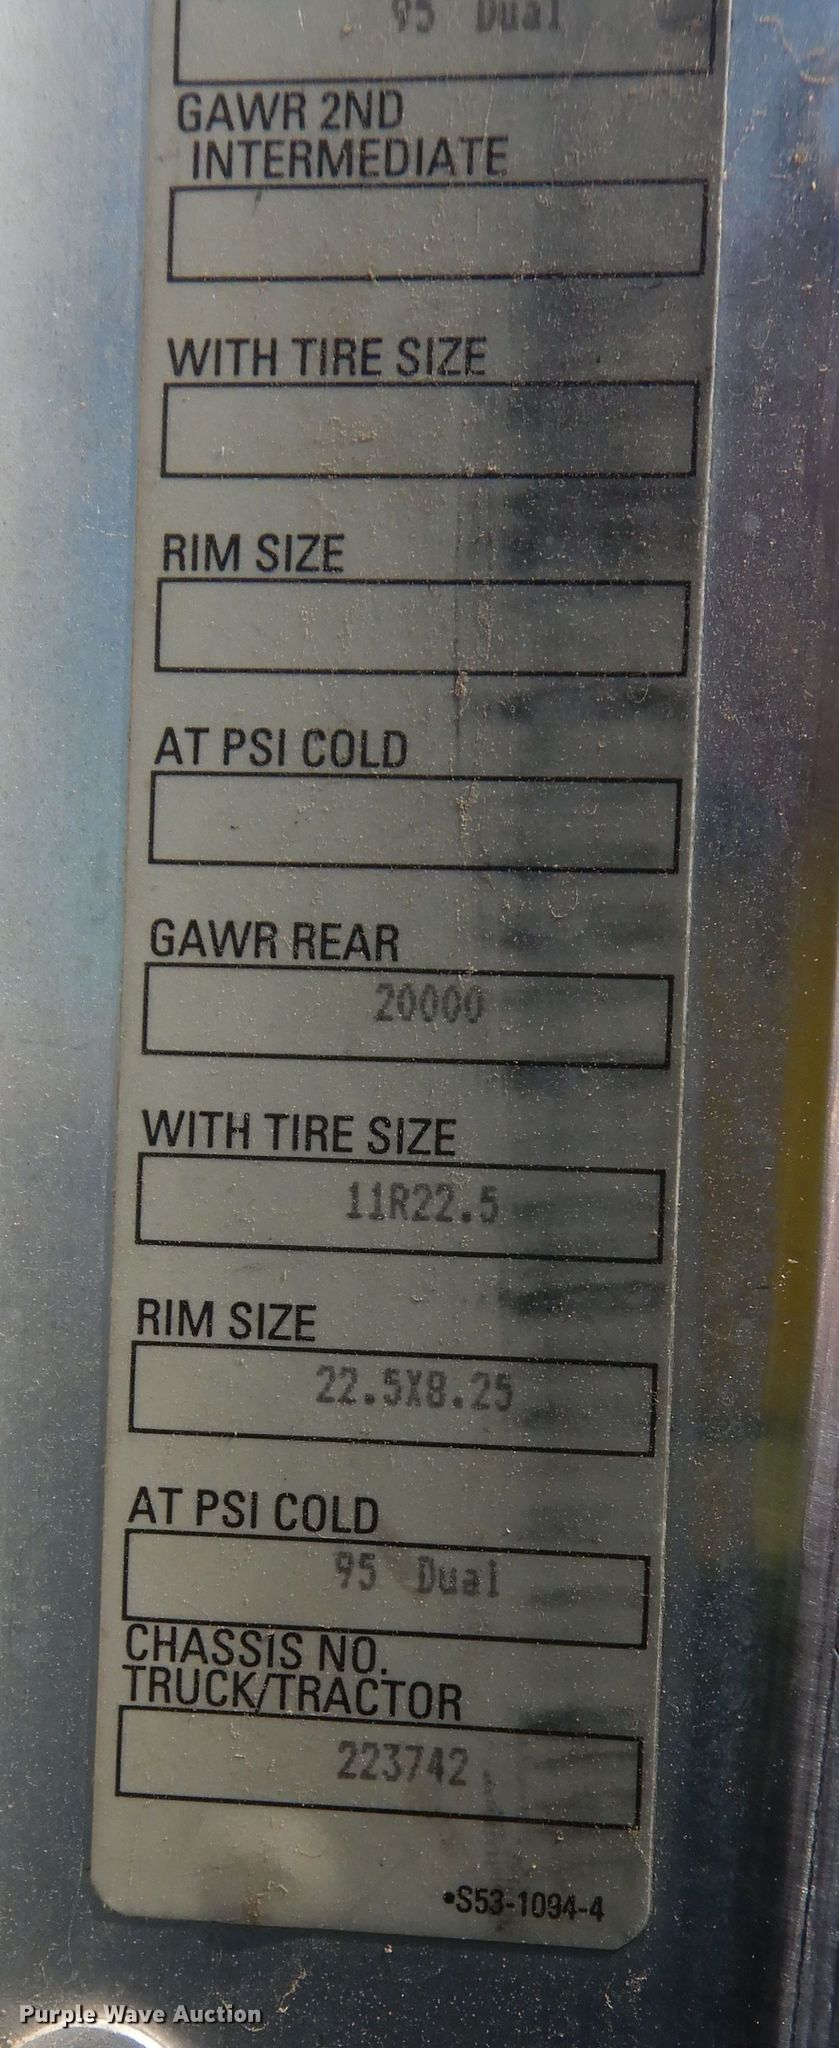 95 Dual
GAWR 2ND
INTERMEDIATE
WITH TIRE SIZE
RIM SIZE
AT PSI COLD
GAWR REAR
20000
WITH TIRE SIZE
11R22.5
RIM SIZE
22.5X8.25
AT PSI COLD
95 Dual
CHASSIS NO.
TRUCK/TRACTOR
223742
•S53-1094-4
Purple Wave Auction